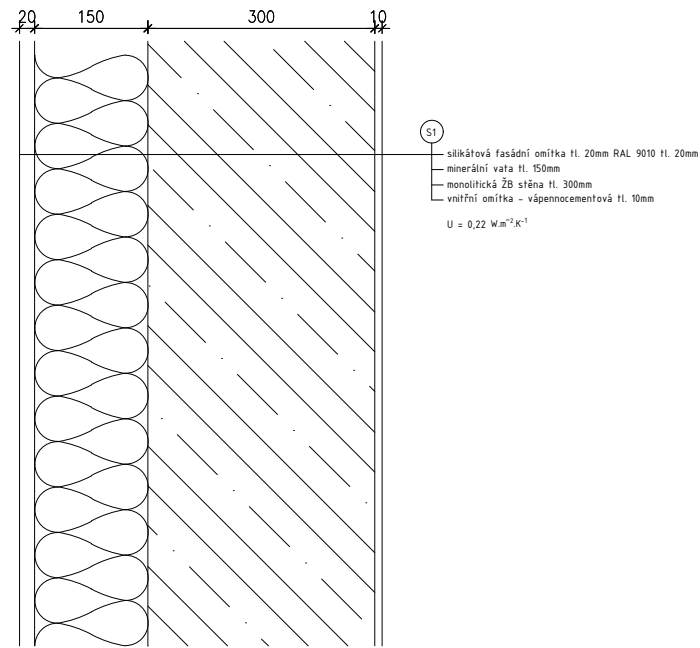 20 150 300 10
S1
silikátová fasádní omítka tl. 20mm RAL 9010 tl. 20mm
minerální vata tl. 150mm
monolitická ŽB stěna tl. 300mm
vnitřní omítka - vápennocementová tl. 10mm
U = 0,22 W.m⁻².K⁻¹